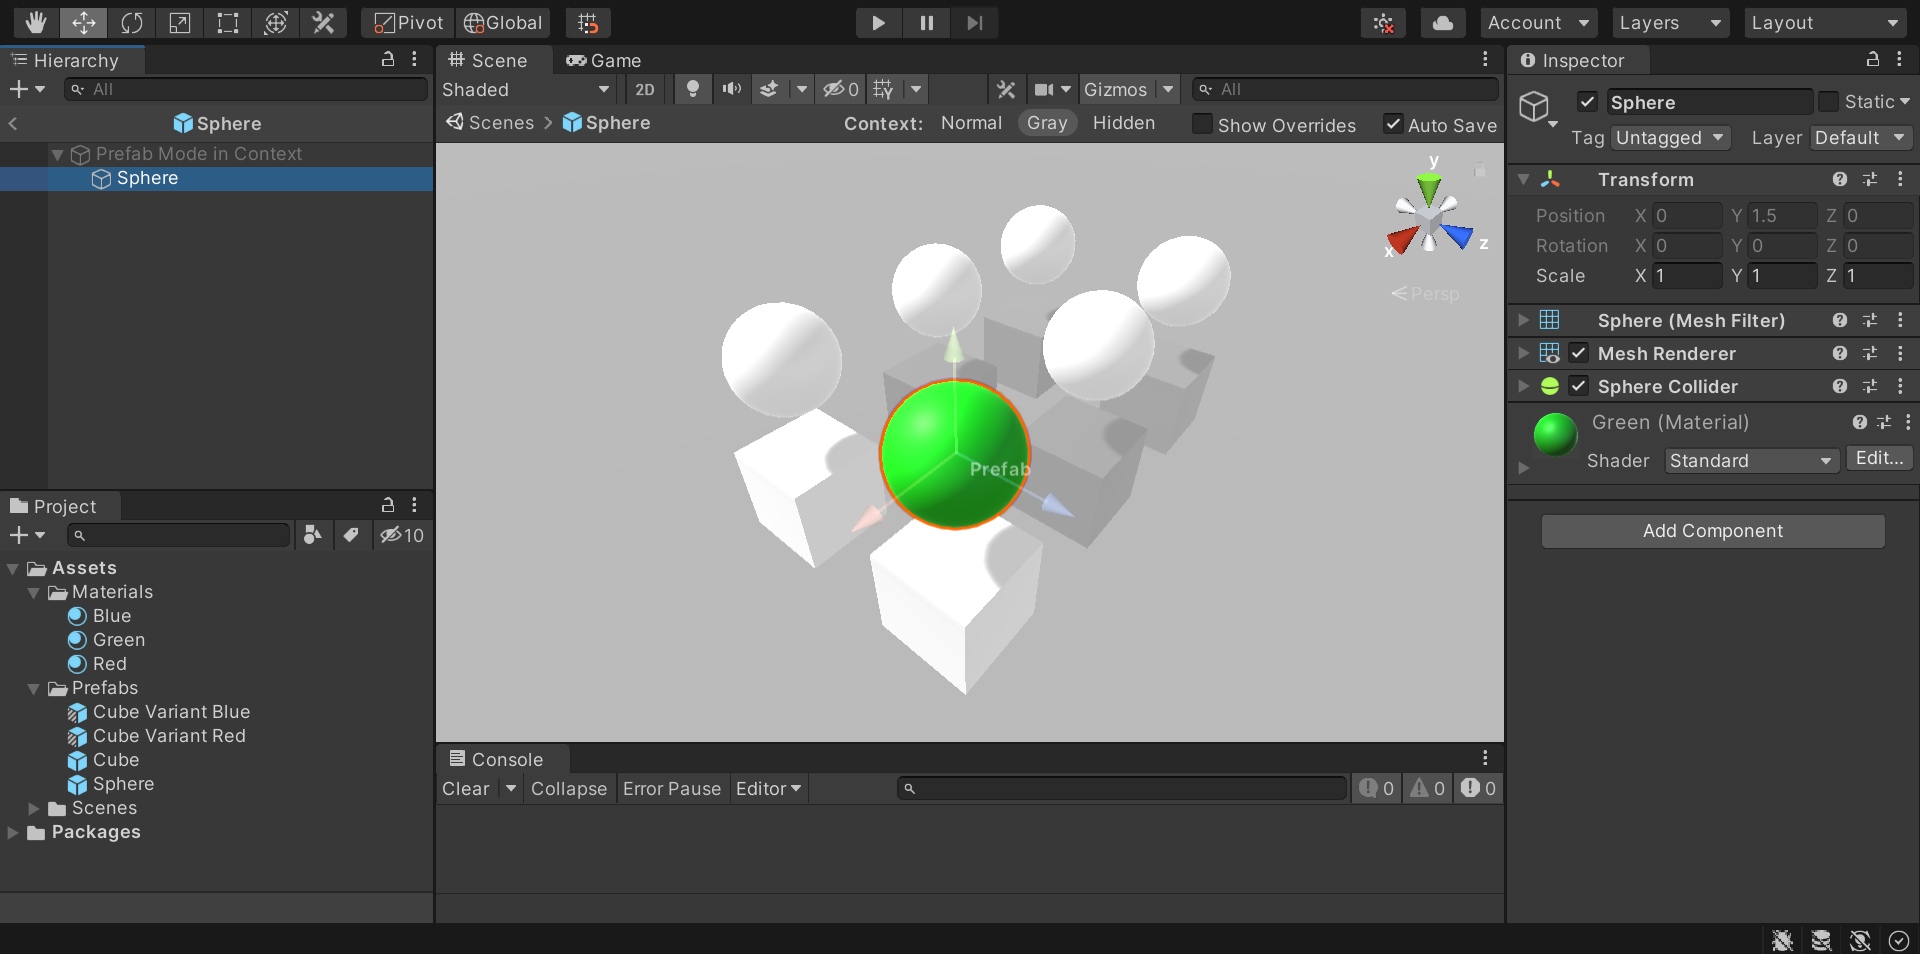 Pivot Global Account Layers Layout
Hierarchy
All
Sphere
Prefab Mode in Context
Sphere
Project
10
Assets
Materials
Blue
Green
Red
Prefabs
Cube Variant Blue
Cube Variant Red
Cube
Sphere
Scenes
Packages
Scene Game
Shaded 2D 0 Gizmos All
Scenes Sphere Context: Normal Gray Hidden Show Overrides Auto Save
y
x
z
Persp
Prefab
Console
Clear Collapse Error Pause Editor 0 0 0
Inspector
Sphere Static
Tag Untagged Layer Default
Transform
Position X 0 Y 1.5 Z 0
Rotation X 0 Y 0 Z 0
Scale X 1 Y 1 Z 1
Sphere (Mesh Filter)
Mesh Renderer
Sphere Collider
Green (Material)
Shader Standard Edit...
Add Component